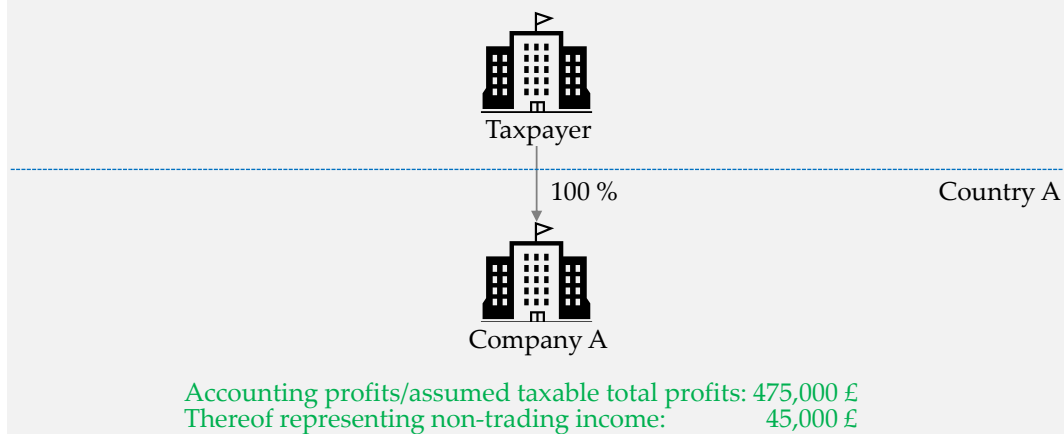 Taxpayer
100 %
Country A
Company A
Accounting profits/assumed taxable total profits: 475,000 £
Thereof representing non-trading income: 45,000 £